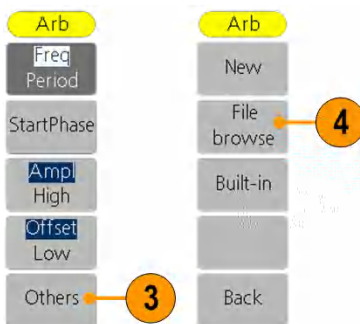 Arb
Freq
Period
StartPhase
Ampl
High
Offset
Low
Others
3
Arb
New
File
browse
4
Built-in
Back